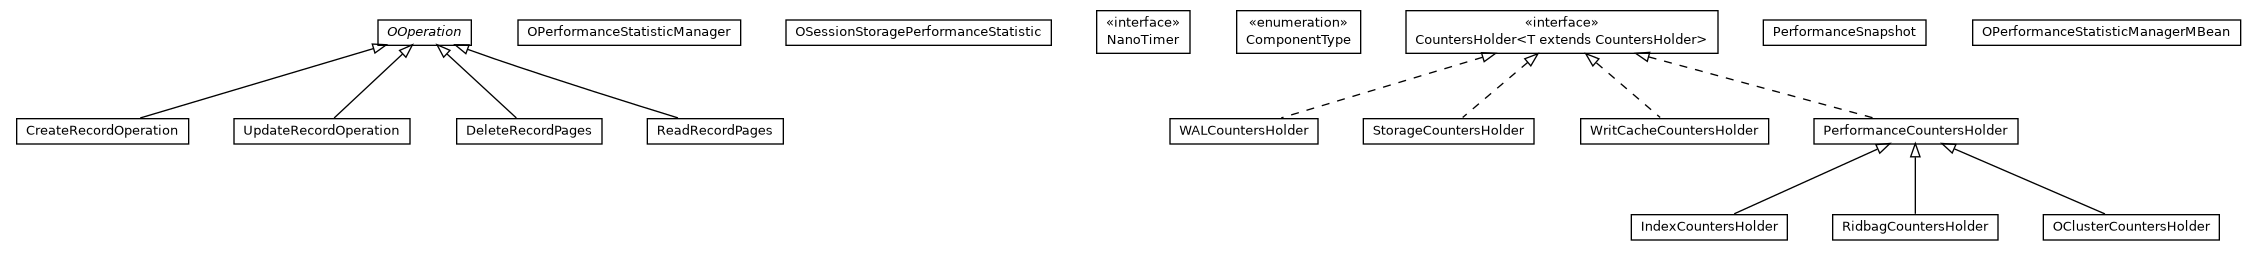 OOperation
OPerformanceStatisticManager
OSessionStoragePerformanceStatistic
«interface»
NanoTimer
«enumeration»
ComponentType
«interface»
CountersHolder<T extends CountersHolder>
PerformanceSnapshot
OPerformanceStatisticManagerMBean
CreateRecordOperation
UpdateRecordOperation
DeleteRecordPages
ReadRecordPages
WALCountersHolder
StorageCountersHolder
WritCacheCountersHolder
PerformanceCountersHolder
IndexCountersHolder
RidbagCountersHolder
OClusterCountersHolder